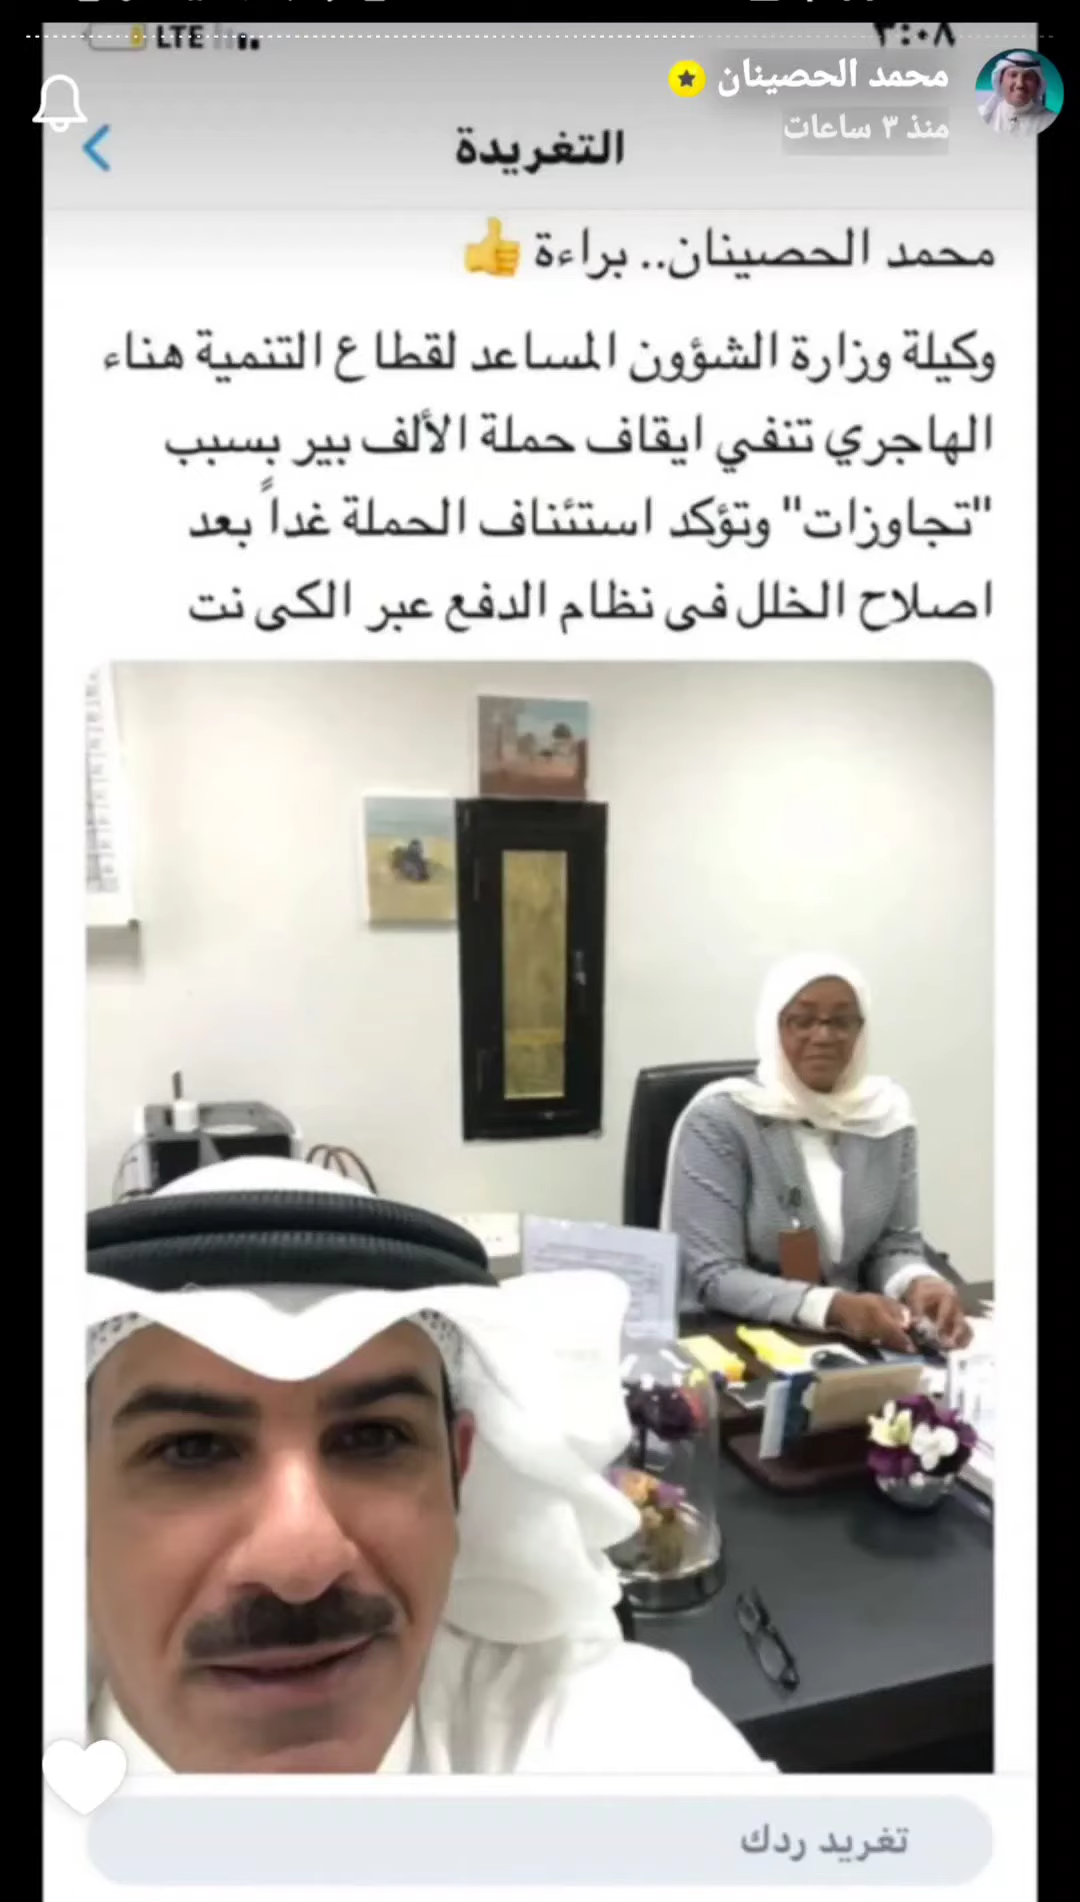 LTE
٣:٠٨
محمد الحصينان
منذ ٣ ساعات
التغريدة
محمد الحصينان.. براءة 👍
وكيلة وزارة الشؤون المساعد لقطاع التنمية هناء
الهاجري تنفي ايقاف حملة الألف بير بسبب
"تجاوزات" وتؤكد استئناف الحملة غداً بعد
اصلاح الخلل في نظام الدفع عبر الكي نت
تغريد ردك